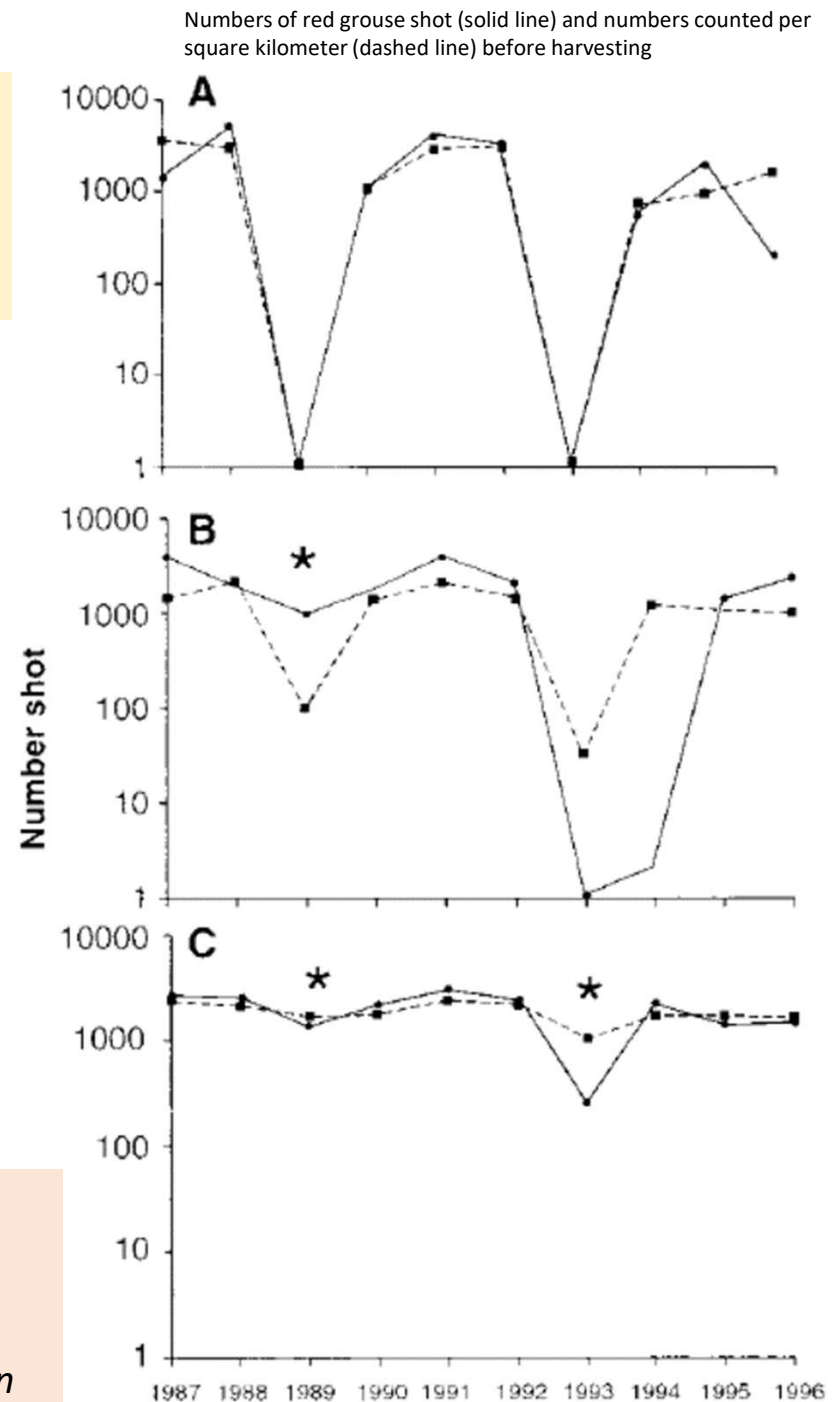 Numbers of red grouse shot (solid line) and numbers counted per
square kilometer (dashed line) before harvesting
A
10000
1000
100
10
1
B
10000
1000
100
10
1
Number shot
C
10000
1000
100
10
1
n
1987 1988 1989 1990 1991 1992 1993 1994 1995 1996